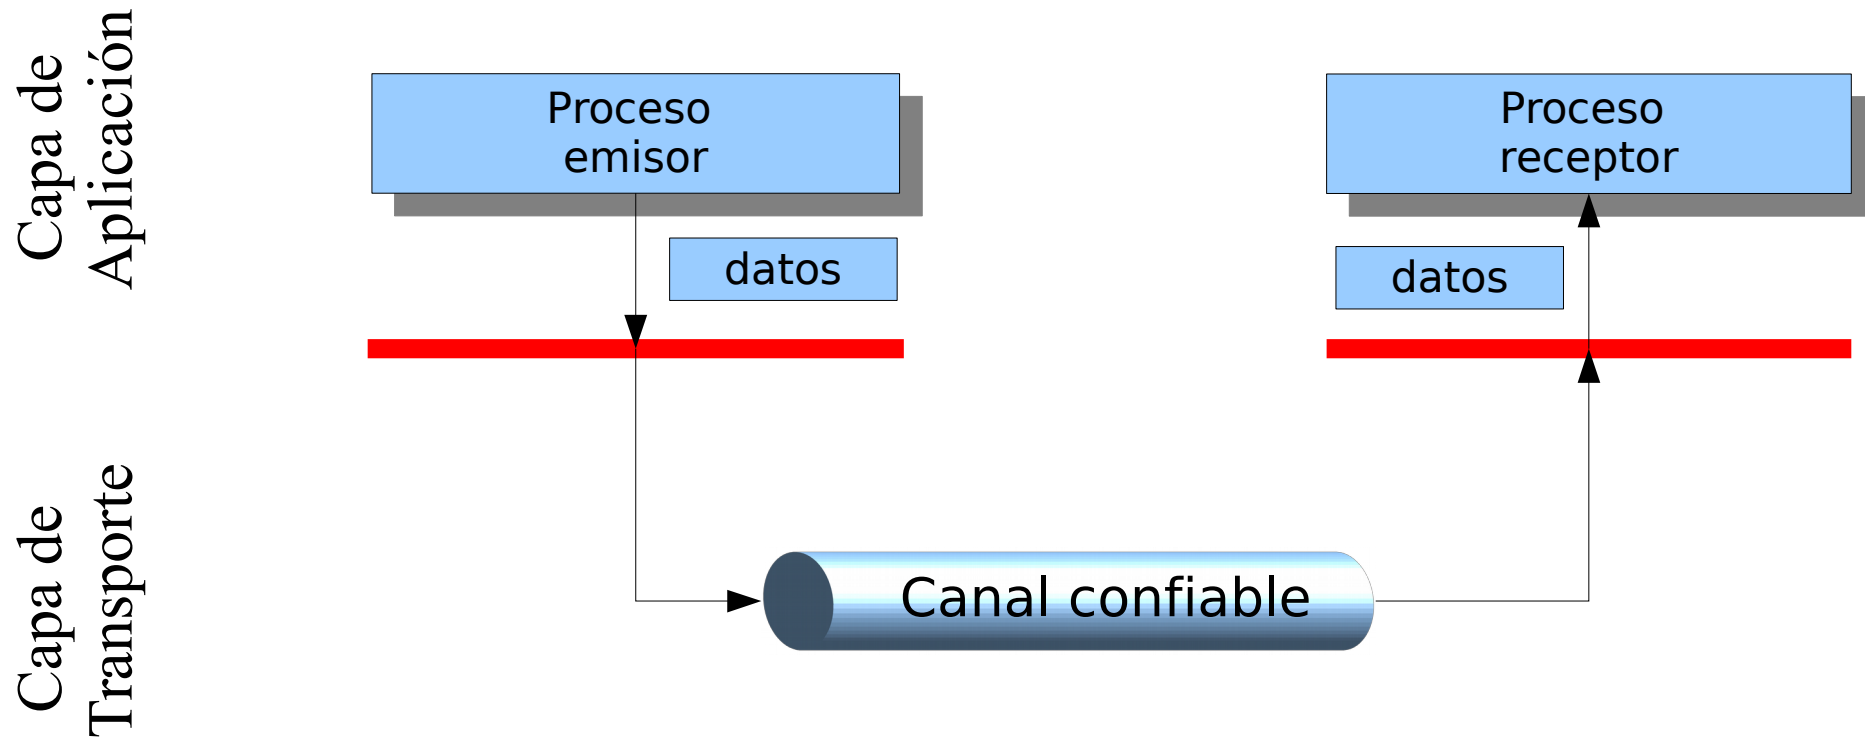 Capa de
Aplicación
Proceso
emisor
Proceso
receptor
datos
datos
Capa de
Transporte
Canal confiable